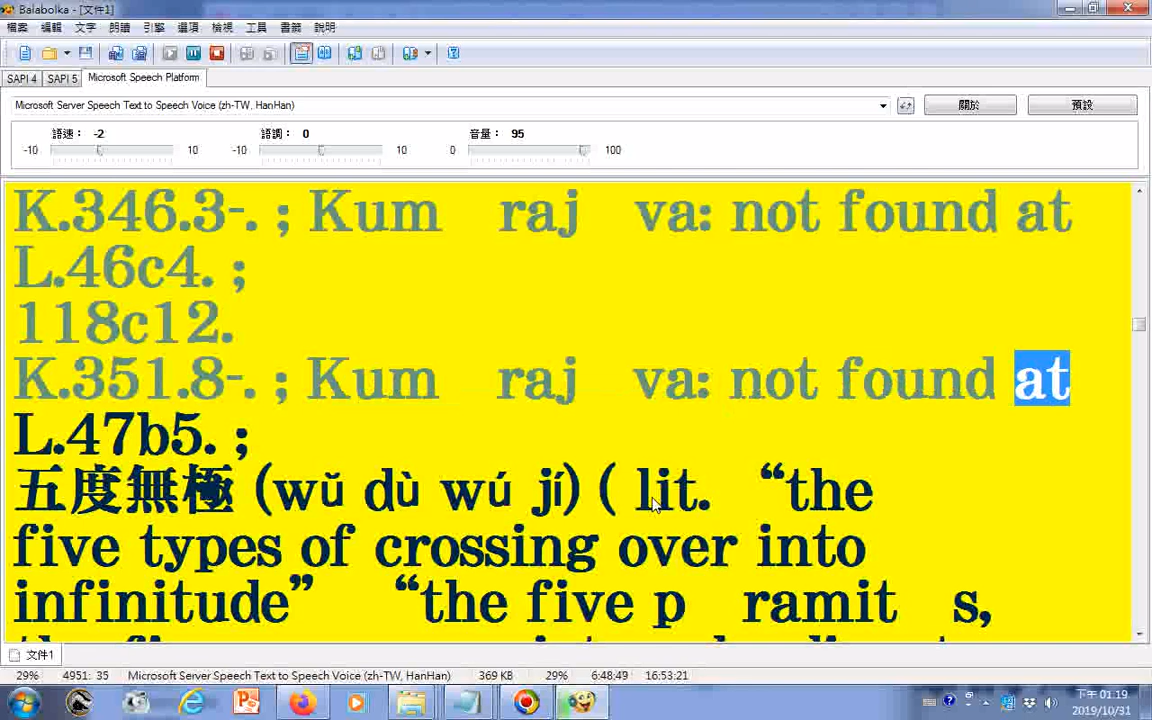 Balabolka - [文件1]
檔案 編輯 文字 朗讀 引擎 選項 檢視 工具 書籤 說明
SAPI 4 SAPI 5 Microsoft Speech Platform
Microsoft Server Speech Text to Speech Voice (zh-TW, HanHan) 關於 預設
語速: -2 語調: 0 音量: 95
-10 10 -10 10 0 100
K.346.3-. ; Kum raj va: not found at
L.46c4. ;
118c12.
K.351.8-. ; Kum raj va: not found at
L.47b5. ;
五度無極 (wŭ dù wú jí) ( lit. “the
five types of crossing over into
infinitude” “the five p ramit s,
文件1
29% 4951: 35 Microsoft Server Speech Text to Speech Voice (zh-TW, HanHan) 369 KB 29% 6:48:49 16:53:21
下午 01:19
2019/10/31